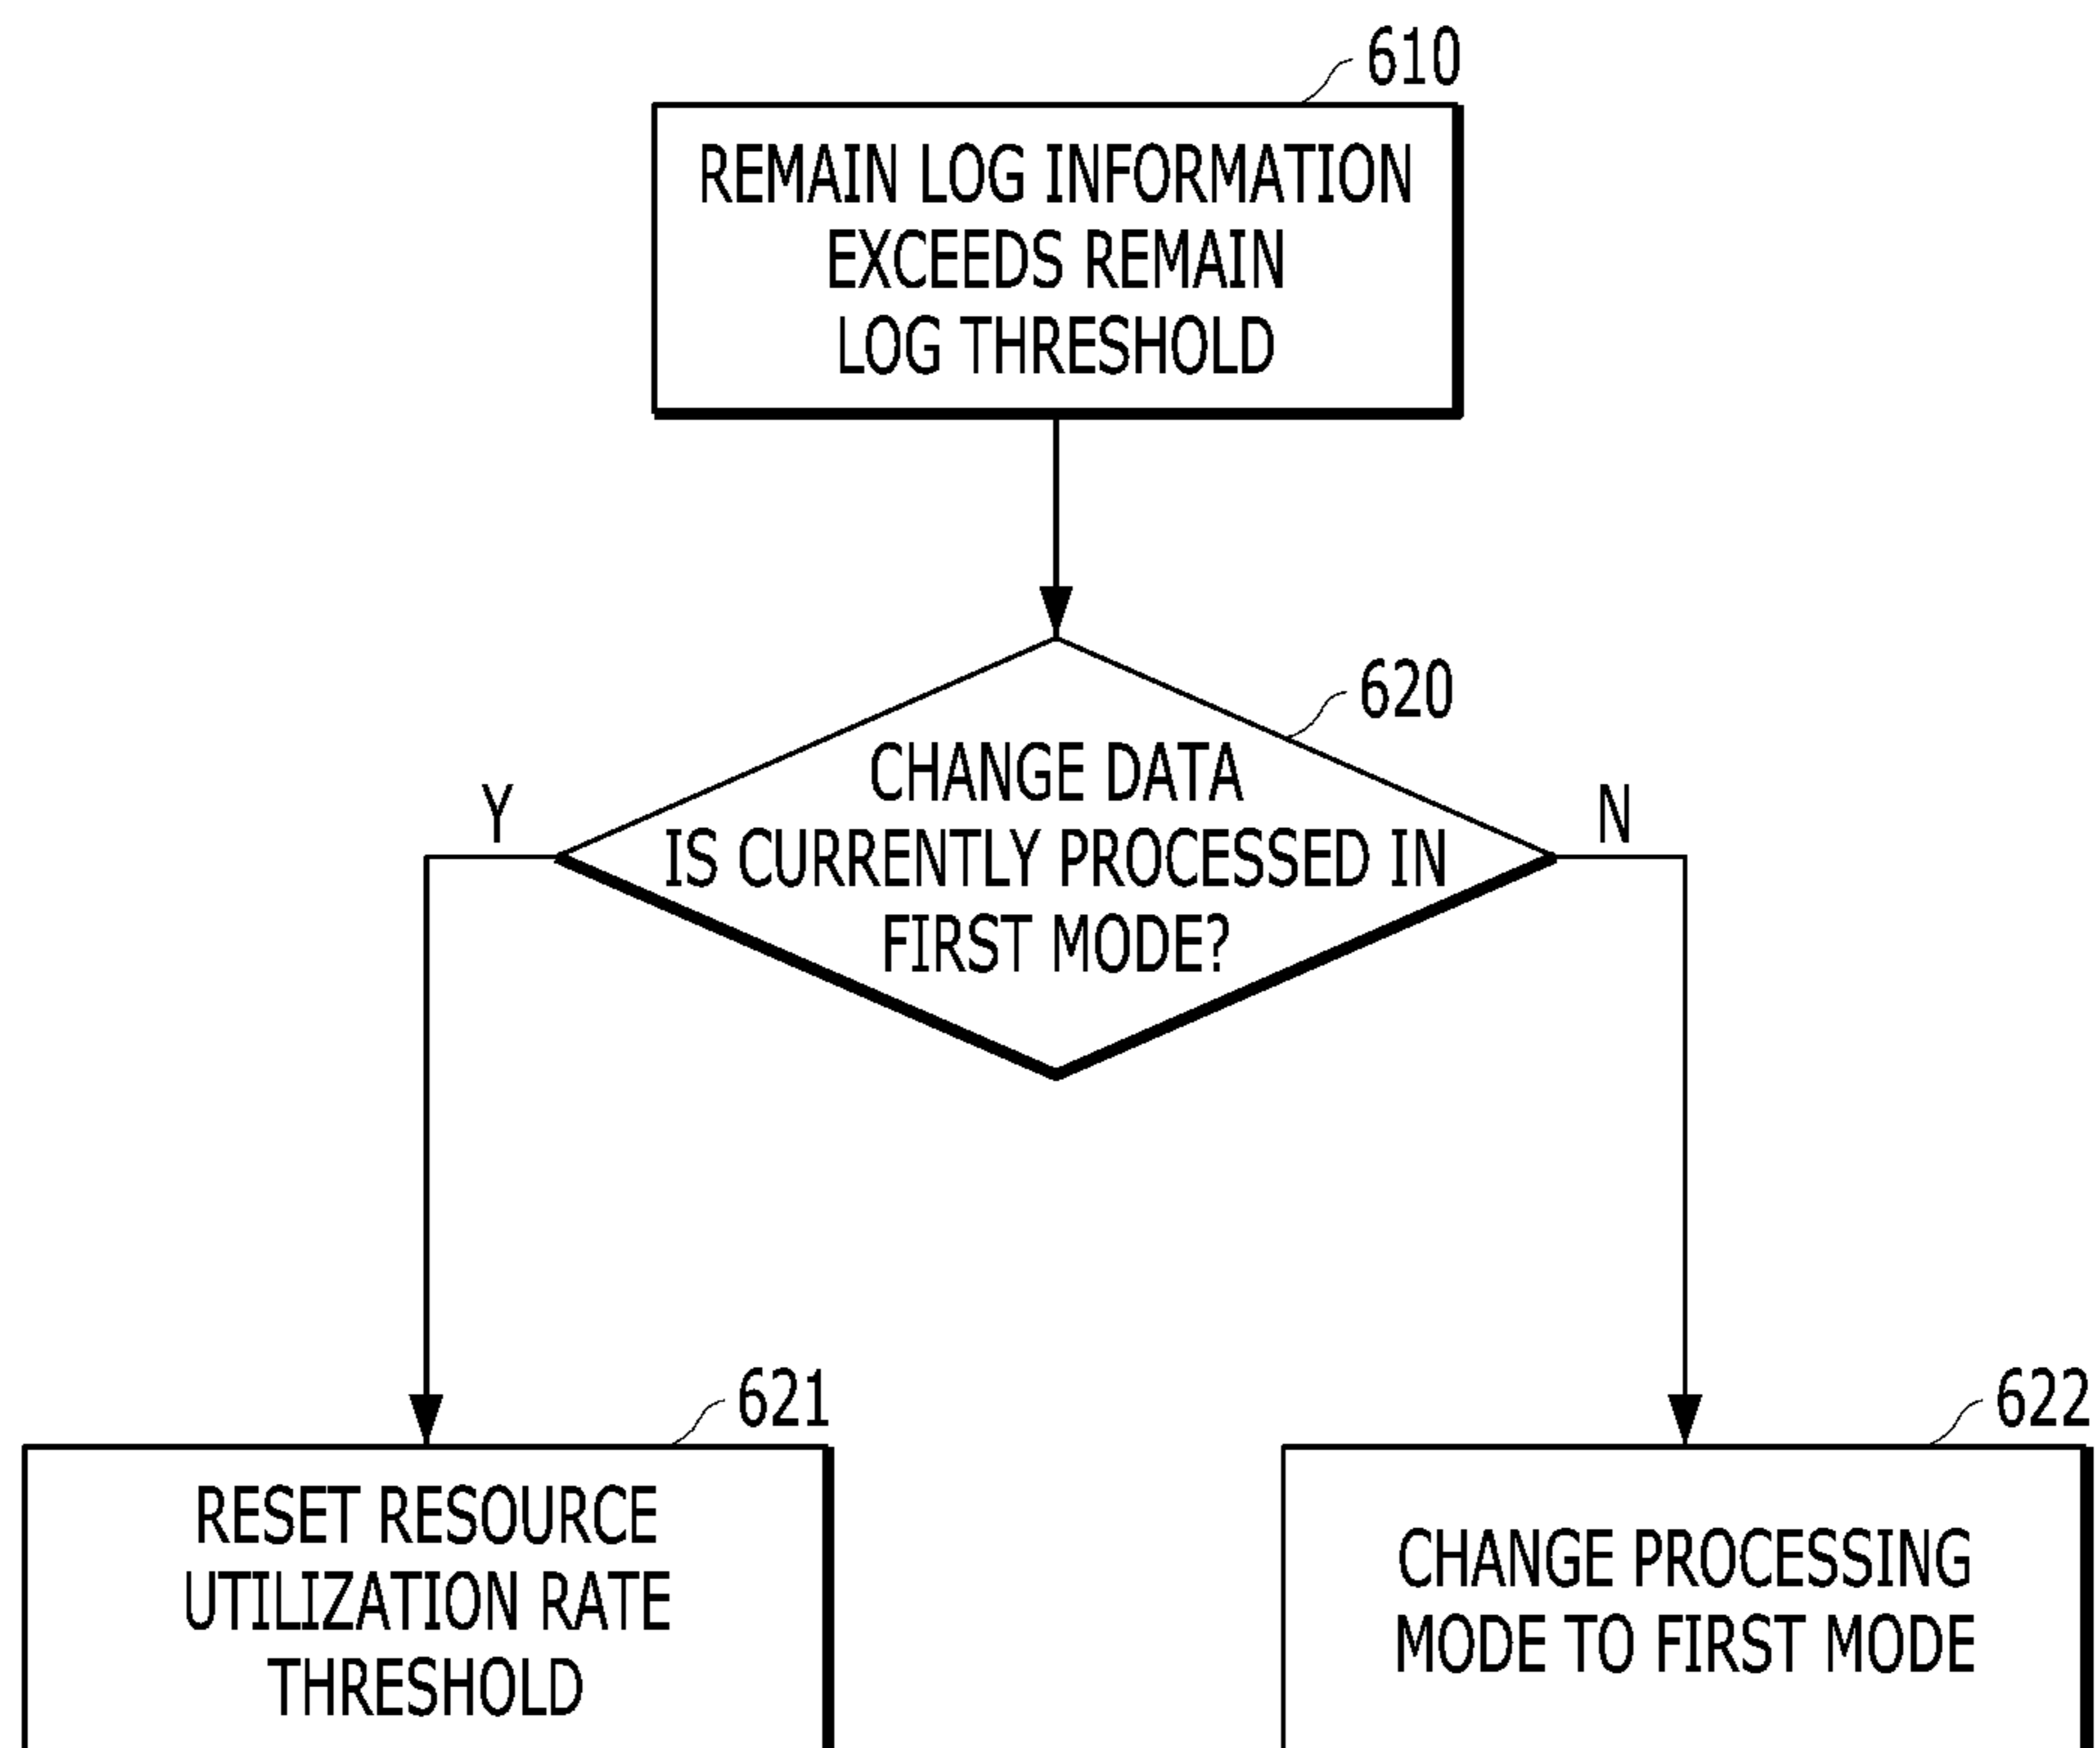 610
REMAIN LOG INFORMATION
EXCEEDS REMAIN
LOG THRESHOLD
620
CHANGE DATA
IS CURRENTLY PROCESSED IN
FIRST MODE?
Y
N
621
RESET RESOURCE
UTILIZATION RATE
THRESHOLD
622
CHANGE PROCESSING
MODE TO FIRST MODE